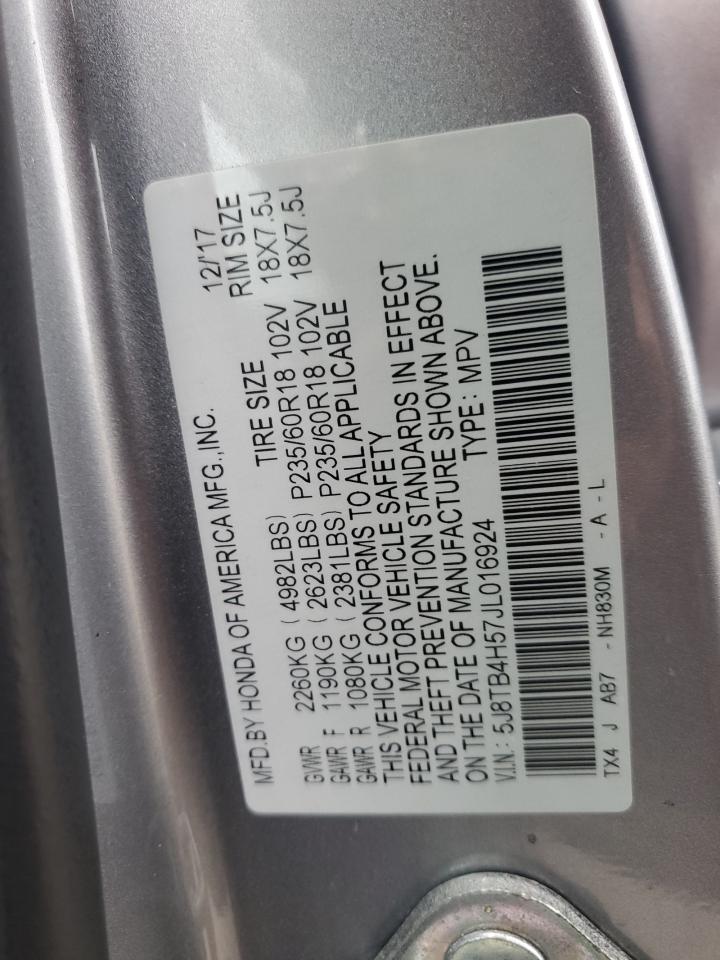 MFD.BY HONDA OF AMERICA MFG.,INC. 12/'17
TIRE SIZE RIM SIZE
GVWR 2260KG (4982LBS)
GAWR F 1190KG (2623LBS) P235/60R18 102V 18X7.5J
GAWR R 1080KG (2381LBS) P235/60R18 102V 18X7.5J
THIS VEHICLE CONFORMS TO ALL APPLICABLE
FEDERAL MOTOR VEHICLE SAFETY
AND THEFT PREVENTION STANDARDS IN EFFECT
ON THE DATE OF MANUFACTURE SHOWN ABOVE.
V.I.N.: 5J8TB4H57JL016924 TYPE: MPV
TX4 J AB7 -NH830M -A-L